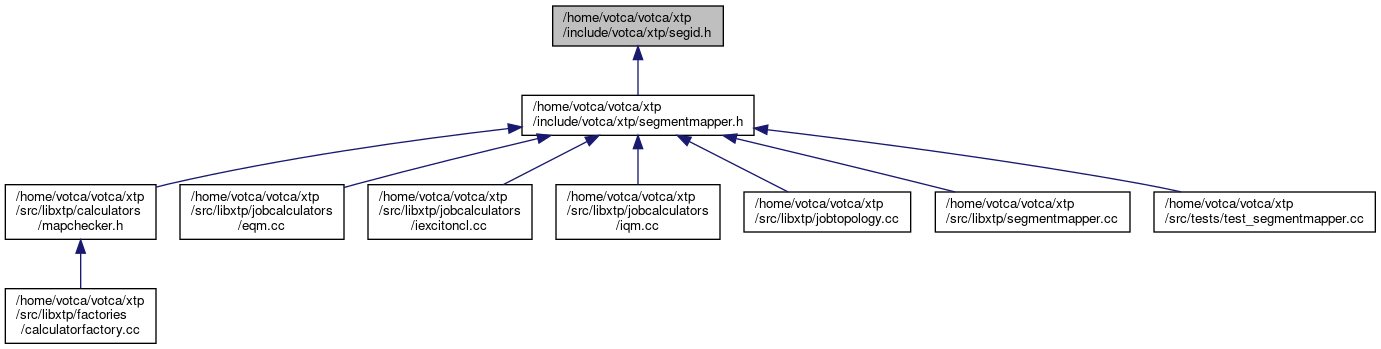 /home/votca/votca/xtp
/include/votca/xtp/segid.h
/home/votca/votca/xtp
/include/votca/xtp/segmentmapper.h
/home/votca/votca/xtp
/src/libxtp/calculators
/mapchecker.h
/home/votca/votca/xtp
/src/libxtp/jobcalculators
/eqm.cc
/home/votca/votca/xtp
/src/libxtp/jobcalculators
/iexcitoncl.cc
/home/votca/votca/xtp
/src/libxtp/jobcalculators
/iqm.cc
/home/votca/votca/xtp
/src/libxtp/jobtopology.cc
/home/votca/votca/xtp
/src/libxtp/segmentmapper.cc
/home/votca/votca/xtp
/src/tests/test_segmentmapper.cc
/home/votca/votca/xtp
/src/libxtp/factories
/calculatorfactory.cc